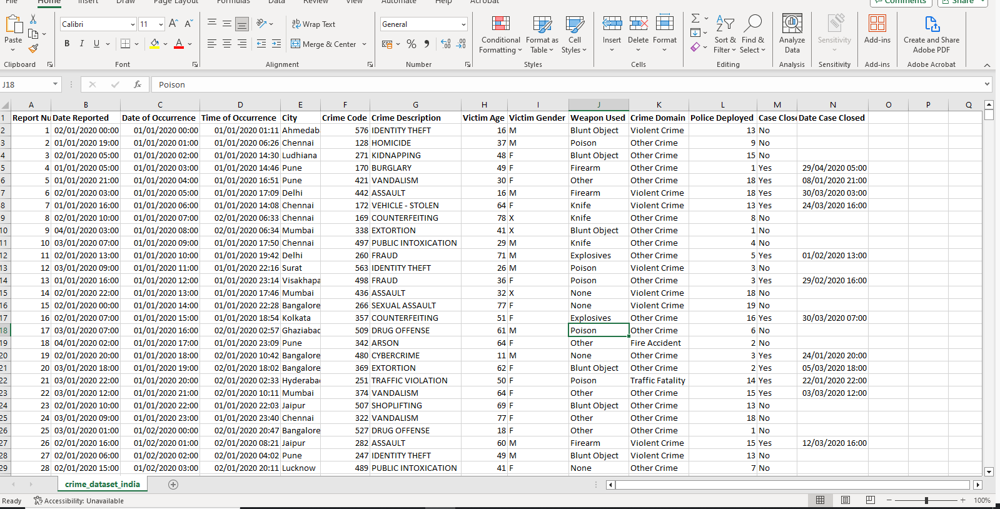 File Home Insert Draw Page Layout Formulas Data Review View Automate Help Acrobat Comments Share
Paste Calibri 11 A A ab Wrap Text General Conditional Format as Cell Insert Delete Format Sort & Find & Analyze Sensitivity Add-ins Create and Share
B I U A Merge & Center % Formatting Table Styles Filter Select Data Adobe PDF
Clipboard Font Alignment Number Styles Cells Editing Analysis Sensitivity Add-ins Adobe Acrobat
J18 fx Poison
A B C D E F G H I J K L M N O P Q
1 Report Nu Date Reported Date of Occurrence Time of Occurrence City Crime Code Crime Description Victim Age Victim Gender Weapon Used Crime Domain Police Deployed Case Close Date Case Closed
2 1 02/01/2020 00:00 01/01/2020 00:00 01/01/2020 01:11 Ahmedab 576 IDENTITY THEFT 16 M Blunt Object Violent Crime 13 No
3 2 01/01/2020 19:00 01/01/2020 01:00 01/01/2020 06:26 Chennai 128 HOMICIDE 37 M Poison Other Crime 9 No
4 3 02/01/2020 05:00 01/01/2020 02:00 01/01/2020 14:30 Ludhiana 271 KIDNAPPING 48 F Blunt Object Other Crime 15 No
5 4 01/01/2020 05:00 01/01/2020 03:00 01/01/2020 14:46 Pune 170 BURGLARY 49 F Firearm Other Crime 1 Yes 29/04/2020 05:00
6 5 01/01/2020 21:00 01/01/2020 04:00 01/01/2020 16:51 Pune 421 VANDALISM 30 F Other Other Crime 18 Yes 08/01/2020 21:00
7 6 02/01/2020 03:00 01/01/2020 05:00 01/01/2020 17:09 Delhi 442 ASSAULT 16 M Firearm Violent Crime 18 Yes 30/03/2020 03:00
8 7 01/01/2020 16:00 01/01/2020 06:00 01/01/2020 14:08 Chennai 172 VEHICLE - STOLEN 64 F Knife Violent Crime 13 Yes 24/03/2020 16:00
9 8 02/01/2020 10:00 01/01/2020 07:00 02/01/2020 06:33 Chennai 169 COUNTERFEITING 78 X Knife Other Crime 8 No
10 9 04/01/2020 03:00 01/01/2020 08:00 02/01/2020 06:34 Mumbai 338 EXTORTION 41 X Blunt Object Other Crime 1 No
11 10 03/01/2020 07:00 01/01/2020 09:00 01/01/2020 17:50 Chennai 497 PUBLIC INTOXICATION 29 M Knife Other Crime 4 No
12 11 02/01/2020 13:00 01/01/2020 10:00 01/01/2020 19:42 Delhi 260 FRAUD 71 M Explosives Other Crime 5 Yes 01/02/2020 13:00
13 12 03/01/2020 09:00 01/01/2020 11:00 01/01/2020 22:16 Surat 563 IDENTITY THEFT 26 M Poison Violent Crime 3 No
14 13 01/01/2020 16:00 01/01/2020 12:00 01/01/2020 23:14 Visakhapa 498 FRAUD 36 F Poison Other Crime 3 Yes 29/02/2020 16:00
15 14 02/01/2020 22:00 01/01/2020 13:00 01/01/2020 17:46 Mumbai 436 ASSAULT 32 X None Violent Crime 18 No
16 15 02/01/2020 00:00 01/01/2020 14:00 01/01/2020 22:28 Bangalore 266 SEXUAL ASSAULT 77 F None Violent Crime 19 No
17 16 02/01/2020 07:00 01/01/2020 15:00 01/01/2020 18:54 Kolkata 357 COUNTERFEITING 51 F Explosives Other Crime 16 Yes 30/03/2020 07:00
18 17 03/01/2020 07:00 01/01/2020 16:00 02/01/2020 02:57 Ghaziabad 509 DRUG OFFENSE 61 M Poison Other Crime 6 No
19 18 04/01/2020 02:00 01/01/2020 17:00 01/01/2020 23:09 Pune 342 ARSON 64 F Other Fire Accident 2 No
20 19 02/01/2020 20:00 01/01/2020 18:00 02/01/2020 10:42 Bangalore 480 CYBERCRIME 11 M None Other Crime 3 Yes 24/01/2020 20:00
21 20 03/01/2020 18:00 01/01/2020 19:00 02/01/2020 18:02 Bangalore 369 EXTORTION 62 F Blunt Object Other Crime 2 Yes 05/03/2020 18:00
22 21 03/01/2020 22:00 01/01/2020 20:00 02/01/2020 02:33 Hyderabad 251 TRAFFIC VIOLATION 50 F Poison Traffic Fatality 14 Yes 22/01/2020 22:00
23 22 03/01/2020 12:00 01/01/2020 21:00 02/01/2020 10:11 Mumbai 374 VANDALISM 64 F Other Other Crime 15 Yes 03/03/2020 12:00
24 23 02/01/2020 10:00 01/01/2020 22:00 01/01/2020 22:03 Jaipur 507 SHOPLIFTING 69 F Blunt Object Other Crime 13 No
25 24 03/01/2020 09:00 01/01/2020 23:00 01/01/2020 23:40 Chennai 322 VANDALISM 77 F Other Other Crime 18 No
26 25 03/01/2020 01:00 01/02/2020 00:00 02/01/2020 20:47 Bangalore 527 DRUG OFFENSE 18 F Other Other Crime 1 No
27 26 02/01/2020 16:00 01/02/2020 01:00 02/01/2020 08:21 Jaipur 282 ASSAULT 60 M Firearm Violent Crime 15 Yes 12/03/2020 16:00
28 27 02/01/2020 06:00 01/02/2020 02:00 02/01/2020 04:02 Pune 247 IDENTITY THEFT 49 M Blunt Object Violent Crime 13 No
29 28 02/01/2020 15:00 01/02/2020 03:00 02/01/2020 20:11 Lucknow 489 PUBLIC INTOXICATION 41 F None Other Crime 7 No
crime_dataset_india
Ready Accessibility: Unavailable 100%